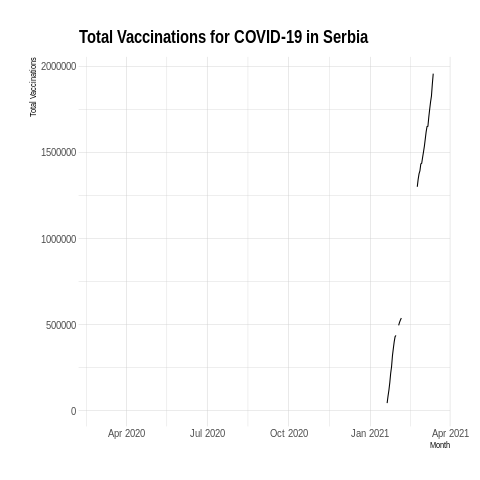 Total Vaccinations for COVID-19 in Serbia
Total Vaccinations
2000000
1500000
1000000
500000
0
Apr 2020 Jul 2020 Oct 2020 Jan 2021 Apr 2021
Month